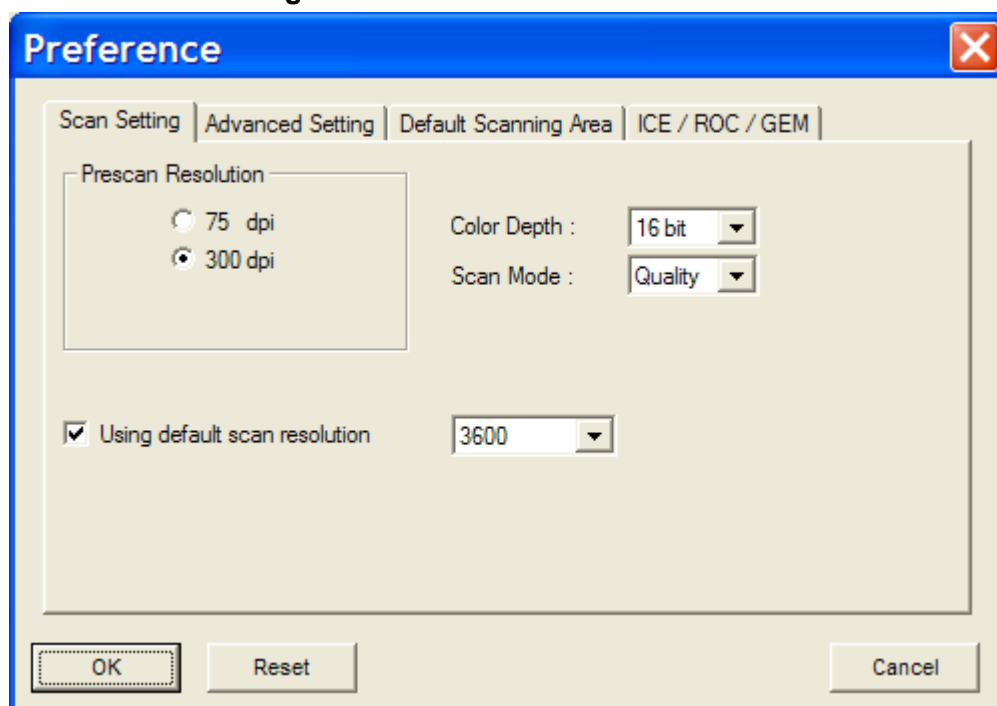 Preference
Scan Setting Advanced Setting Default Scanning Area ICE / ROC / GEM
Prescan Resolution
75 dpi
300 dpi
Color Depth : 16 bit
Scan Mode : Quality
Using default scan resolution 3600
OK Reset Cancel